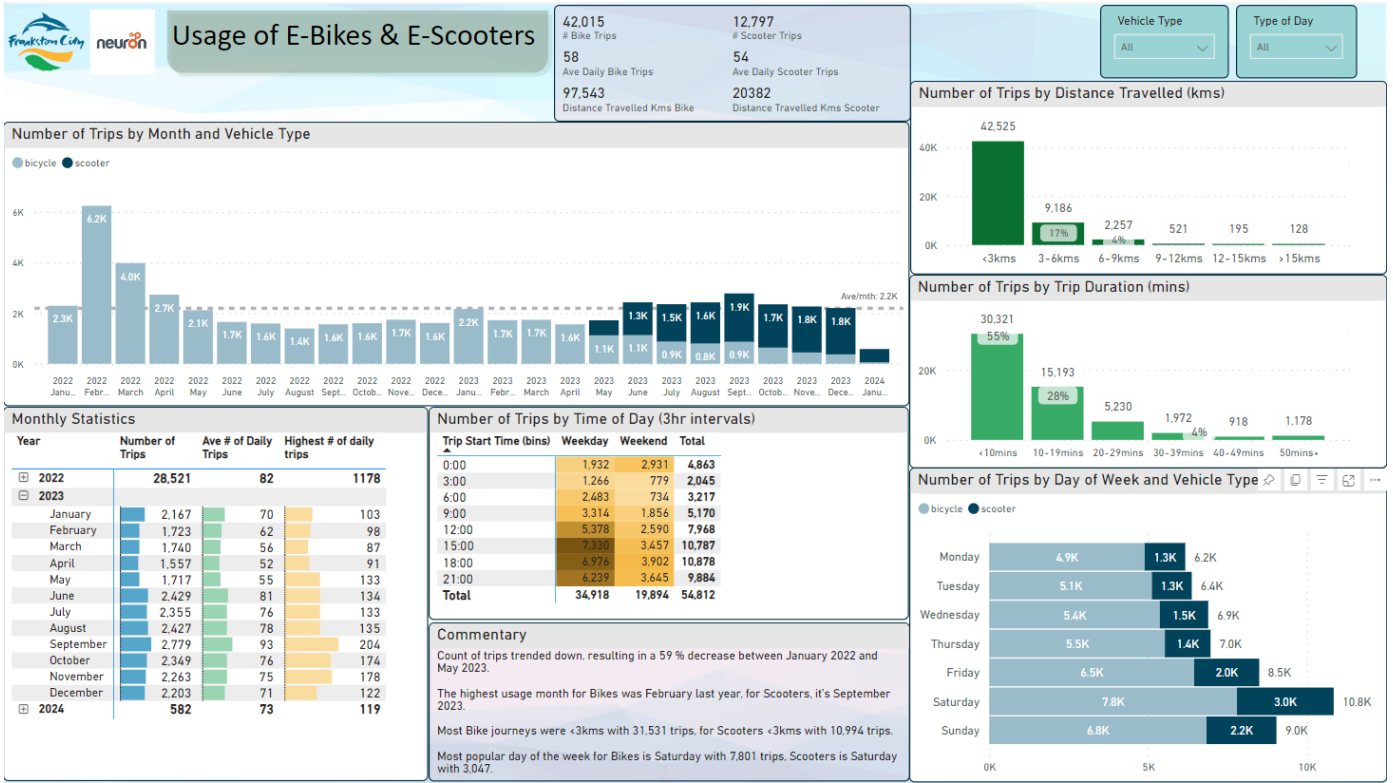 Frankston City
neuron
Usage of E-Bikes & E-Scooters
42,015
# Bike Trips
12,797
# Scooter Trips
58
Ave Daily Bike Trips
54
Ave Daily Scooter Trips
97,543
Distance Travelled Kms Bike
20382
Distance Travelled Kms Scooter
Vehicle Type
All
Type of Day
All
Number of Trips by Month and Vehicle Type
bicycle scooter
6K
4K
2K
0K
Ave/mth: 2.2K
2.3K 6.2K 4.0K 2.7K 2.1K 1.7K 1.6K 1.4K 1.6K 1.6K 1.7K 1.6K 2.2K 1.7K 1.7K 1.6K 1.1K 1.3K 1.5K 1.6K 1.9K 1.7K 1.8K 1.8K
1.1K 0.9K 0.8K 0.9K
2022 2022 2022 2022 2022 2022 2022 2022 2022 2022 2022 2022 2023 2023 2023 2023 2023 2023 2023 2023 2023 2023 2023 2023 2024
Janu... Febr... March April May June July August Sept... Octob... Nove... Dece... Janu... Febr... March April May June July August Sept... Octob... Nove... Dece... Janu...
Number of Trips by Distance Travelled (kms)
40K
20K
0K
42,525 9,186 2,257 521 195 128
17% 4%
<3kms 3-6kms 6-9kms 9-12kms 12-15kms >15kms
Number of Trips by Trip Duration (mins)
20K
0K
30,321 15,193 5,230 1,972 918 1,178
55% 28% 4%
<10mins 10-19mins 20-29mins 30-39mins 40-49mins 50mins+
Monthly Statistics
Year Number of Trips Ave # of Daily Trips Highest # of daily trips
2022 28,521 82 1178
2023
January 2,167 70 103
February 1,723 62 98
March 1,740 56 87
April 1,557 52 91
May 1,717 55 133
June 2,429 81 134
July 2,355 76 133
August 2,427 78 135
September 2,779 93 204
October 2,349 76 174
November 2,263 75 178
December 2,203 71 122
2024 582 73 119
Number of Trips by Time of Day (3hr intervals)
Trip Start Time (bins) Weekday Weekend Total
0:00 1,932 2,931 4,863
3:00 1,266 779 2,045
6:00 2,483 734 3,217
9:00 3,314 1,856 5,170
12:00 5,378 2,590 7,968
15:00 7,330 3,457 10,787
18:00 6,976 3,902 10,878
21:00 6,239 3,645 9,884
Total 34,918 19,894 54,812
Commentary
Count of trips trended down, resulting in a 59 % decrease between January 2022 and
May 2023.
The highest usage month for Bikes was February last year, for Scooters, it's September
2023.
Most Bike journeys were <3kms with 31,531 trips, for Scooters <3kms with 10,994 trips.
Most popular day of the week for Bikes is Saturday with 7,801 trips, Scooters is Saturday
with 3,047.
Number of Trips by Day of Week and Vehicle Type
bicycle scooter
Monday 4.9K 1.3K 6.2K
Tuesday 5.1K 1.3K 6.4K
Wednesday 5.4K 1.5K 6.9K
Thursday 5.5K 1.4K 7.0K
Friday 6.5K 2.0K 8.5K
Saturday 7.8K 3.0K 10.8K
Sunday 6.8K 2.2K 9.0K
0K 5K 10K